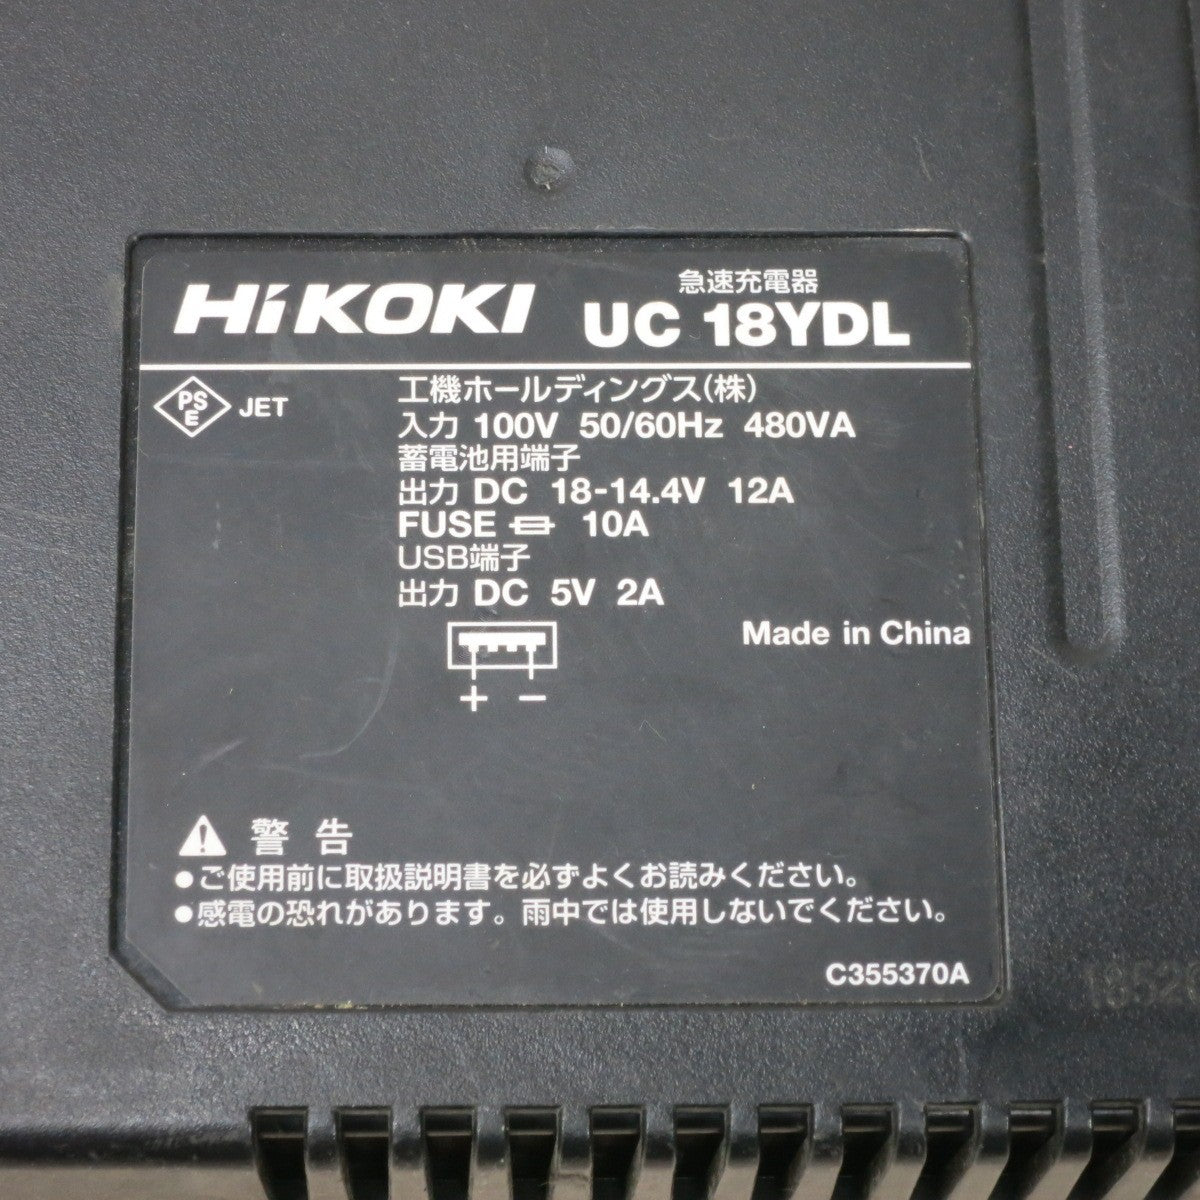 HiKOKI
急速充電器
UC 18YDL
PSE JET
工機ホールディングス(株)
入力 100V 50/60Hz 480VA
蓄電池用端子
出力 DC 18-14.4V 12A
FUSE 10A
USB端子
出力 DC 5V 2A
Made in China
+ −
警告
●ご使用前に取扱説明書を必ずよくお読みください。
●感電の恐れがあります。雨中では使用しないでください。
C355370A